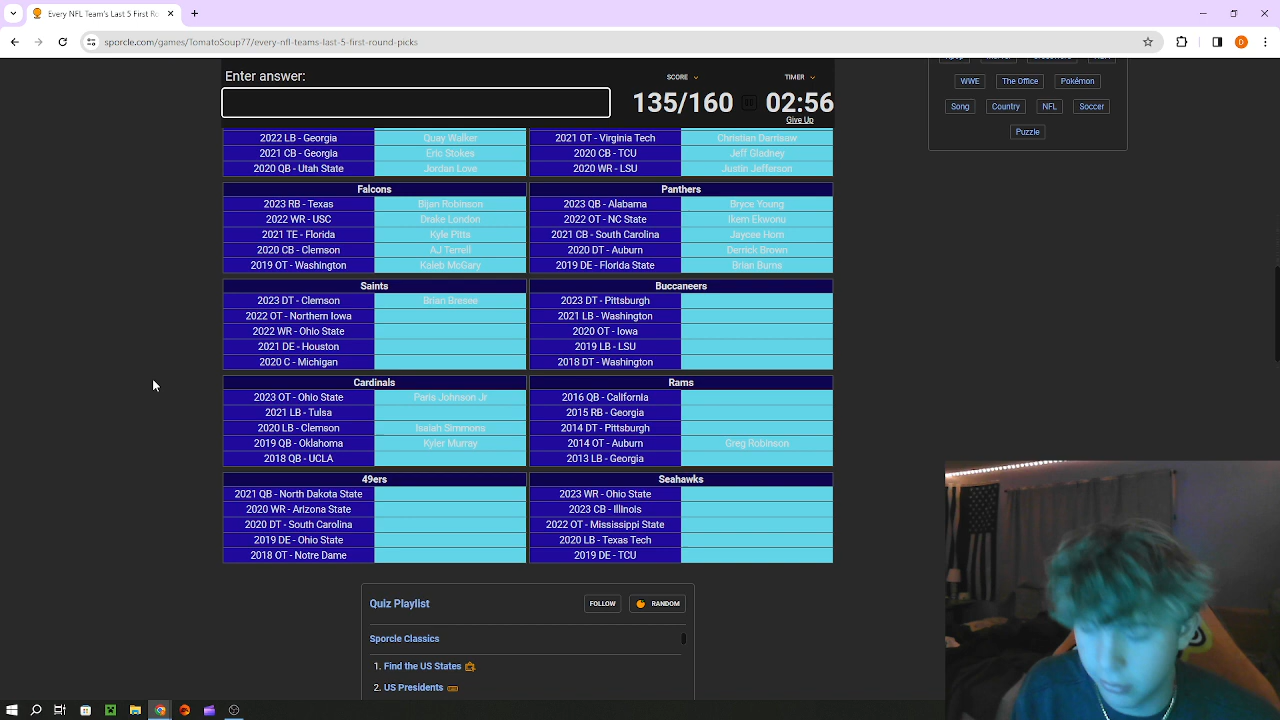 Every NFL Team's Last 5 First Ro
sporcle.com/games/TomatoSoup77/every-nfl-teams-last-5-first-round-picks
D
Enter answer:
SCORE
TIMER
135/160
02:56
Give Up
WWE
The Office
Pokémon
Song
Country
NFL
Soccer
Puzzle
2022 LB - Georgia Quay Walker 2021 OT - Virginia Tech Christian Darrisaw
2021 CB - Georgia Eric Stokes 2020 CB - TCU Jeff Gladney
2020 QB - Utah State Jordan Love 2020 WR - LSU Justin Jefferson
Falcons Panthers
2023 RB - Texas Bijan Robinson 2023 QB - Alabama Bryce Young
2022 WR - USC Drake London 2022 OT - NC State Ikem Ekwonu
2021 TE - Florida Kyle Pitts 2021 CB - South Carolina Jaycee Horn
2020 CB - Clemson AJ Terrell 2020 DT - Auburn Derrick Brown
2019 OT - Washington Kaleb McGary 2019 DE - Florida State Brian Burns
Saints Buccaneers
2023 DT - Clemson Brian Bresee 2023 DT - Pittsburgh
2022 OT - Northern Iowa 2021 LB - Washington
2022 WR - Ohio State 2020 OT - Iowa
2021 DE - Houston 2019 LB - LSU
2020 C - Michigan 2018 DT - Washington
Cardinals Rams
2023 OT - Ohio State Paris Johnson Jr 2016 QB - California
2021 LB - Tulsa 2015 RB - Georgia
2020 LB - Clemson Isaiah Simmons 2014 DT - Pittsburgh
2019 QB - Oklahoma Kyler Murray 2014 OT - Auburn Greg Robinson
2018 QB - UCLA 2013 LB - Georgia
49ers Seahawks
2021 QB - North Dakota State 2023 WR - Ohio State
2020 WR - Arizona State 2023 CB - Illinois
2020 DT - South Carolina 2022 OT - Mississippi State
2019 DE - Ohio State 2020 LB - Texas Tech
2018 OT - Notre Dame 2019 DE - TCU
Quiz Playlist
FOLLOW
RANDOM
Sporcle Classics
1. Find the US States
2. US Presidents